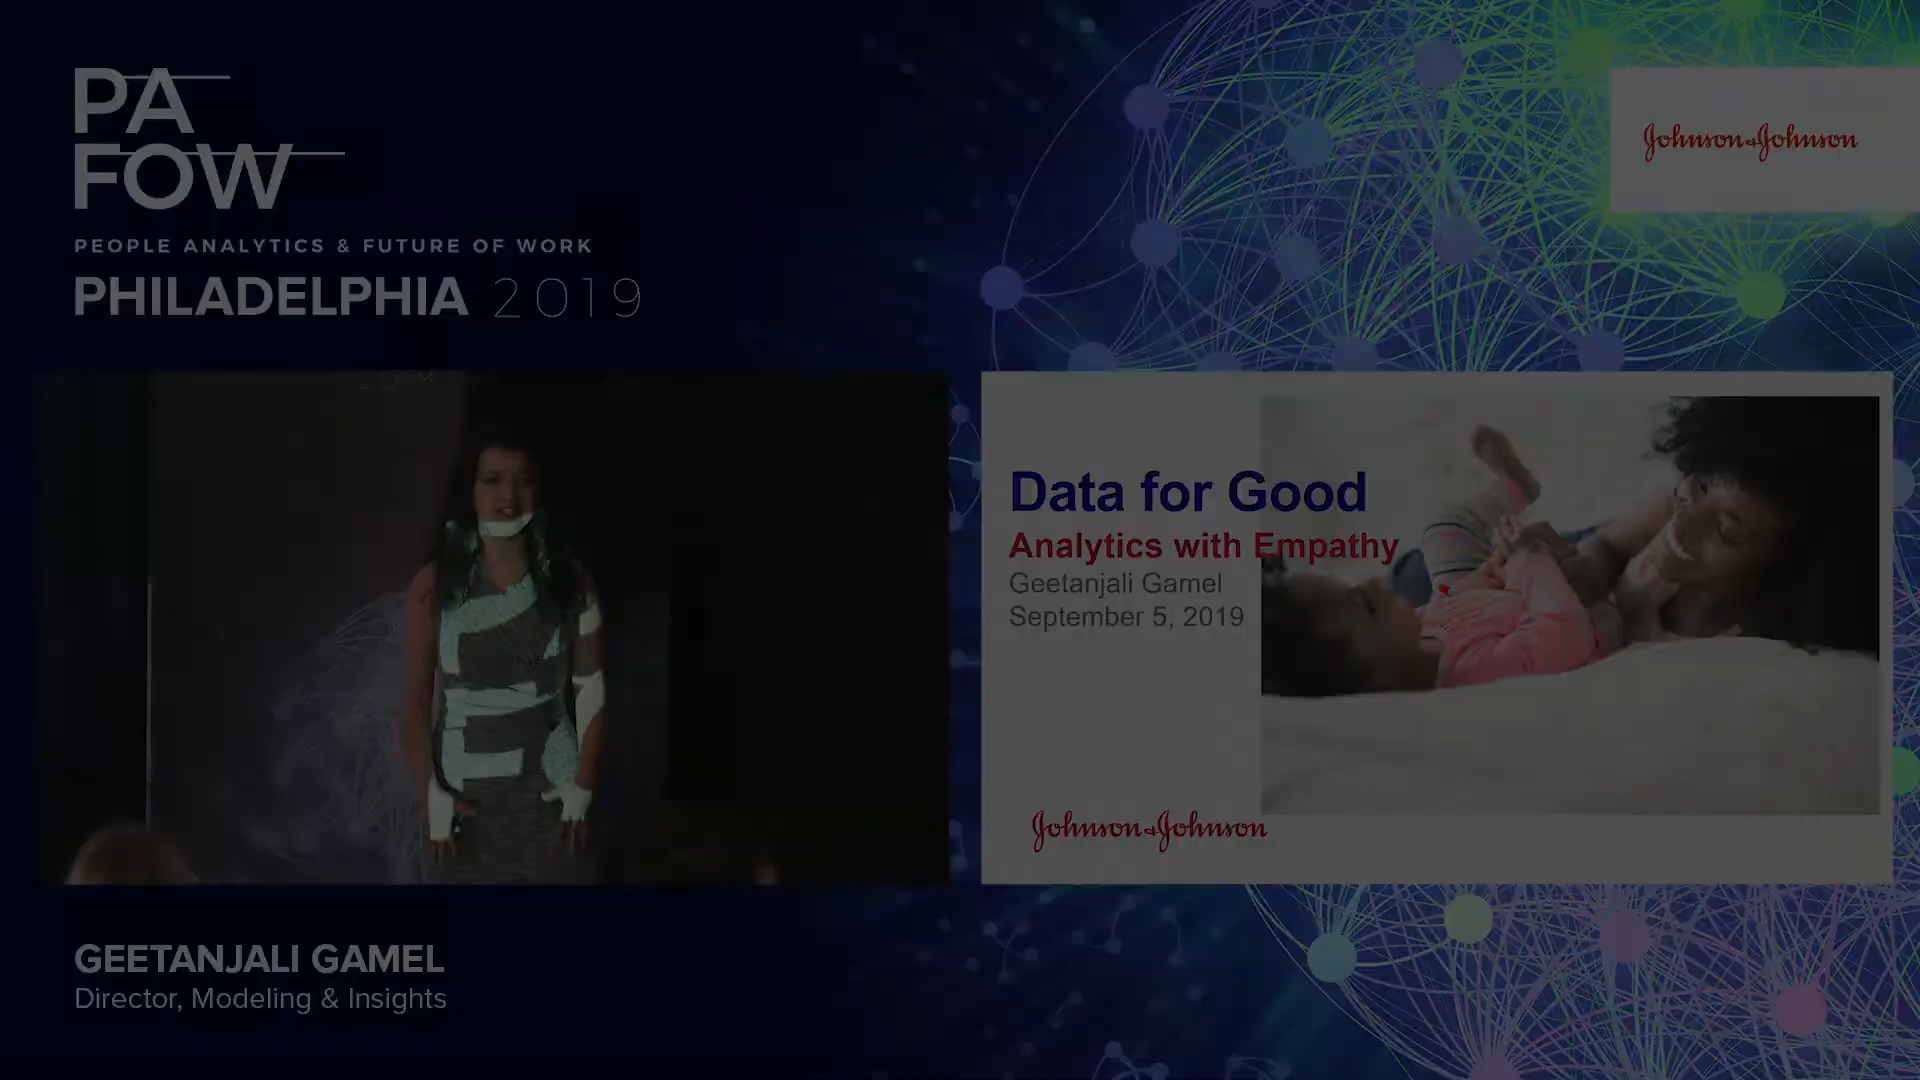 PA
FOW
PEOPLE ANALYTICS & FUTURE OF WORK
PHILADELPHIA 2019
Johnson & Johnson
Data for Good
Analytics with Empathy
Geetanjali Gamel
September 5, 2019
Johnson & Johnson
GEETANJALI GAMEL
Director, Modeling & Insights